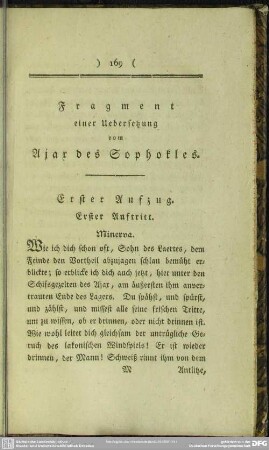 ) 169 (
Fragment
einer Uebersetzung
vom
Ajax des Sophokles.
Erster Aufzug.
Erster Auftritt.
Minerva.
Wie ich dich schon oft, Sohn des Laertes, dem
Feinde den Vortheil abzujagen schlau bemüht er-
blickte; so erblicke ich dich auch jetzt, hier unter den
Schifsgezelten des Ajax, am äußersten ihm anver-
trauten Ende des Lagers. Du spähst, und spürst,
und zählst, und missest alle seine frischen Tritte,
um zu wissen, ob er drinnen, oder nicht drinnen ist.
Wie wohl leitet dich gleichsam der untrügliche Ge-
ruch des lakonischen Windspiels! Er ist wieder
drinnen, der Mann! Schweiß rinnt ihm von dem
M Antlitze,